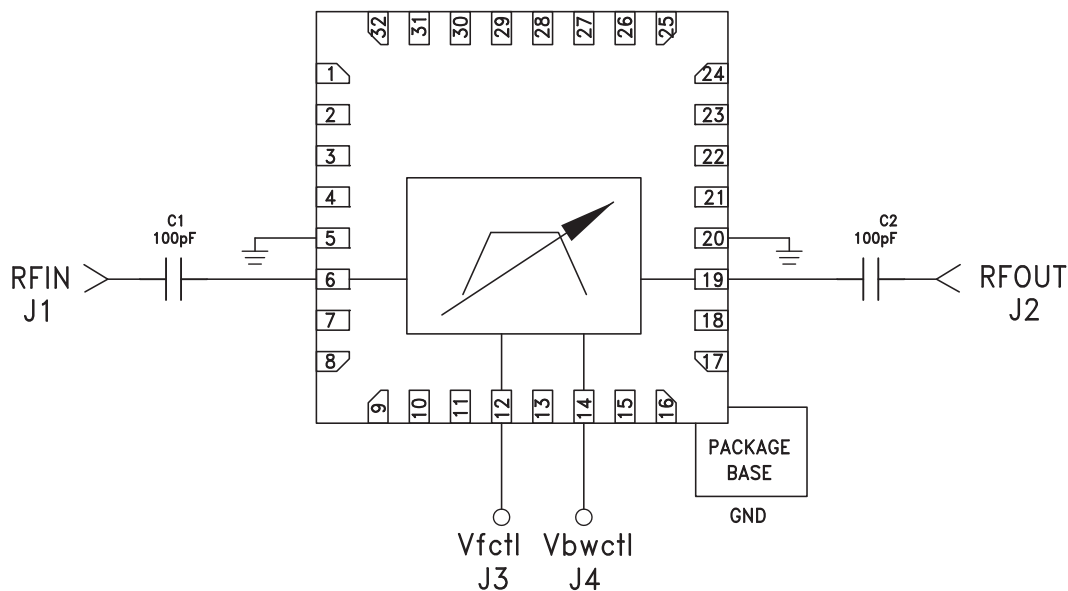 32 31 30 29 28 27 26 25
1
2
3
4
5
6
7
8
24
23
22
21
20
19
18
17
9 10 11 12 13 14 15 16
C1
100pF
RFIN
J1
C2
100pF
RFOUT
J2
PACKAGE
BASE
GND
Vfctl
J3
Vbwctl
J4